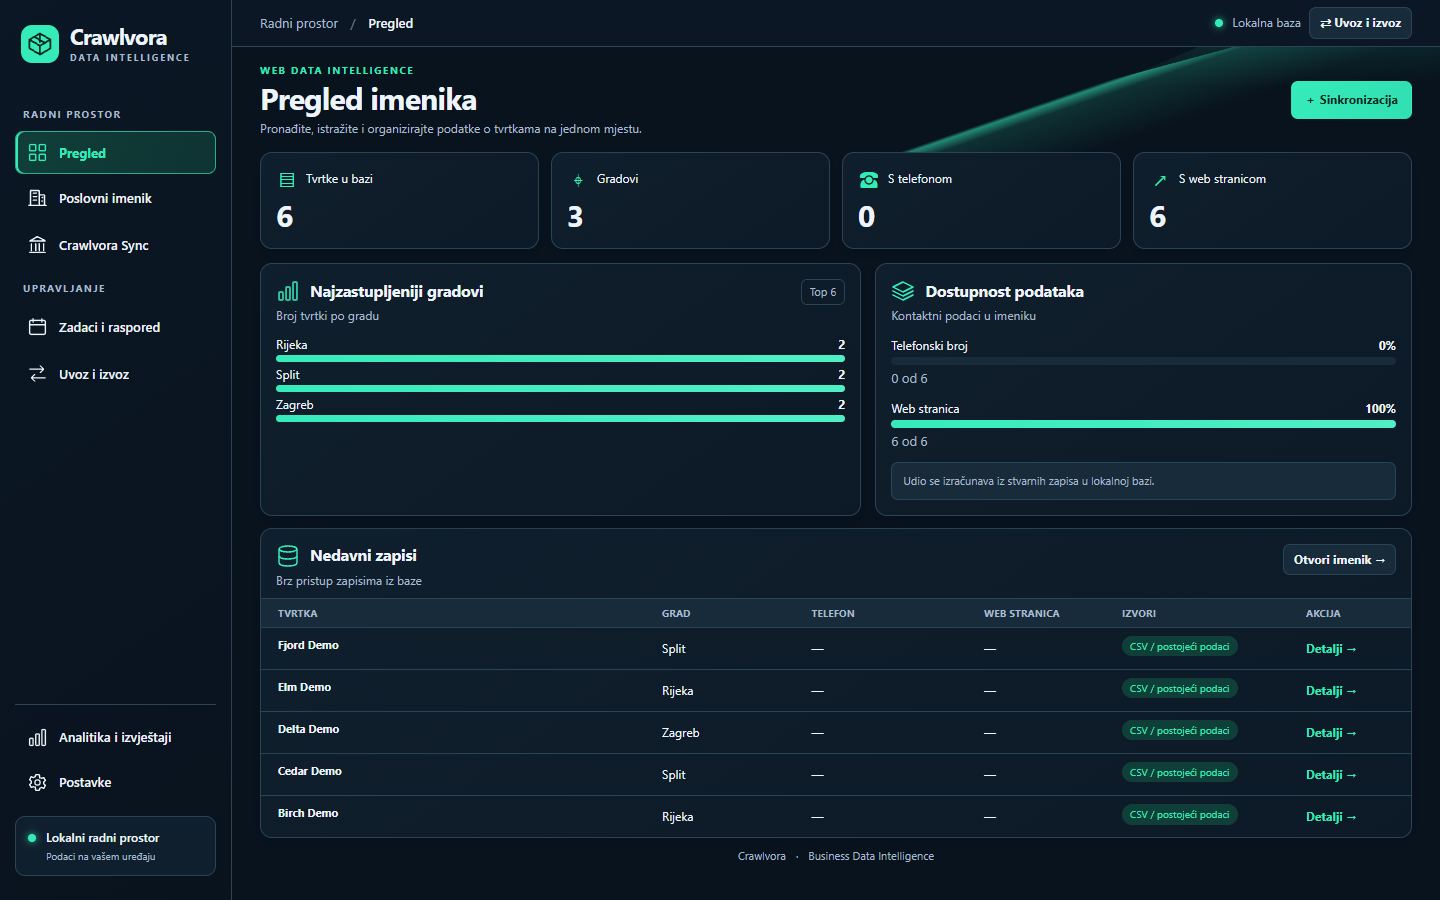 Crawlvora
DATA INTELLIGENCE
RADNI PROSTOR
Pregled
Poslovni imenik
Crawlvora Sync
UPRAVLJANJE
Zadaci i raspored
Uvoz i izvoz
Analitika i izvještaji
Postavke
Lokalni radni prostor
Podaci na vašem uređaju
Radni prostor / Pregled
Lokalna baza
⇄ Uvoz i izvoz
WEB DATA INTELLIGENCE
Pregled imenika
Pronađite, istražite i organizirajte podatke o tvrtkama na jednom mjestu.
+ Sinkronizacija
Tvrtke u bazi
6
Gradovi
3
S telefonom
0
S web stranicom
6
Najzastupljeniji gradovi
Top 6
Broj tvrtki po gradu
Rijeka 2
Split 2
Zagreb 2
Dostupnost podataka
Kontaktni podaci u imeniku
Telefonski broj 0%
0 od 6
Web stranica 100%
6 od 6
Udio se izračunava iz stvarnih zapisa u lokalnoj bazi.
Nedavni zapisi
Brz pristup zapisima iz baze
Otvori imenik →
TVRTKA GRAD TELEFON WEB STRANICA IZVORI AKCIJA
Fjord Demo Split — — CSV / postojeći podaci Detalji →
Elm Demo Rijeka — — CSV / postojeći podaci Detalji →
Delta Demo Zagreb — — CSV / postojeći podaci Detalji →
Cedar Demo Split — — CSV / postojeći podaci Detalji →
Birch Demo Rijeka — — CSV / postojeći podaci Detalji →
Crawlvora · Business Data Intelligence